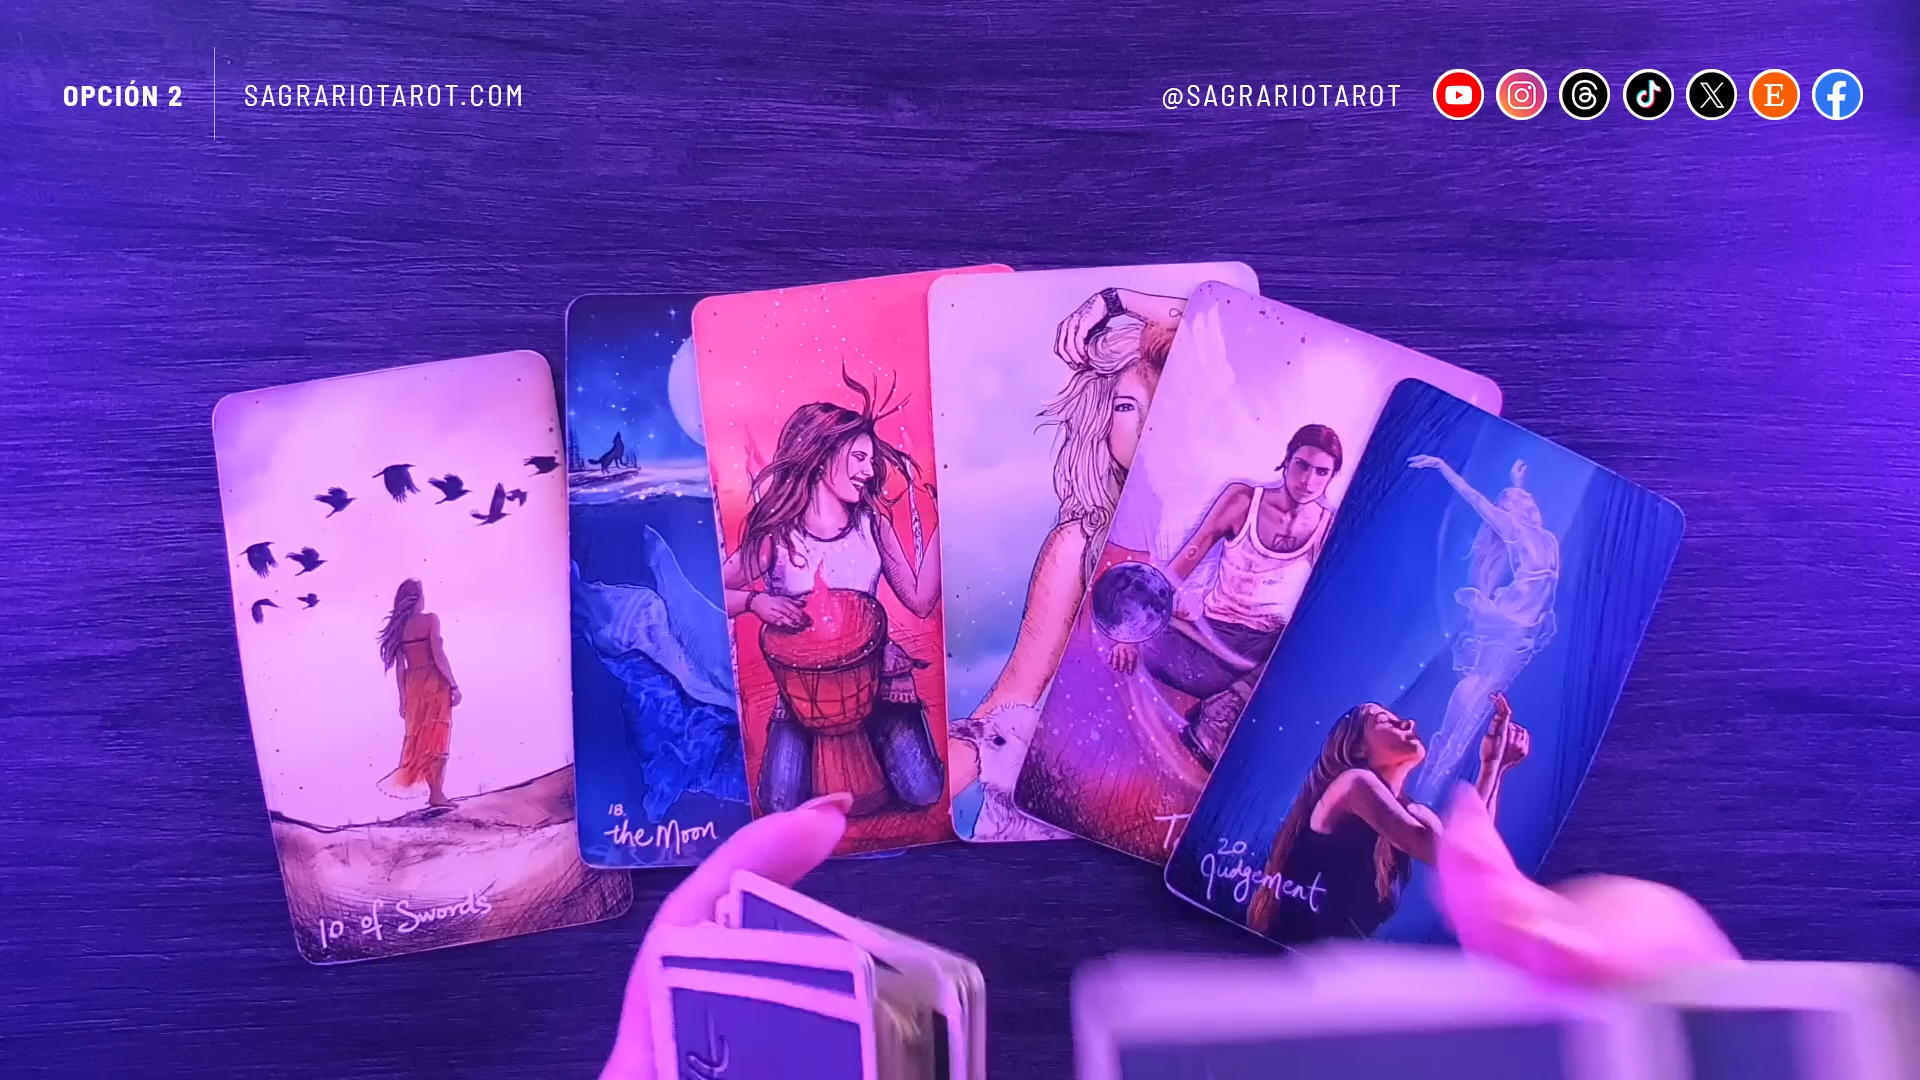 OPCIÓN 2
SAGRARIOTAROT.COM
@SAGRARIOTAROT
E
10 of Swords
18.
the Moon
20.
Judgement